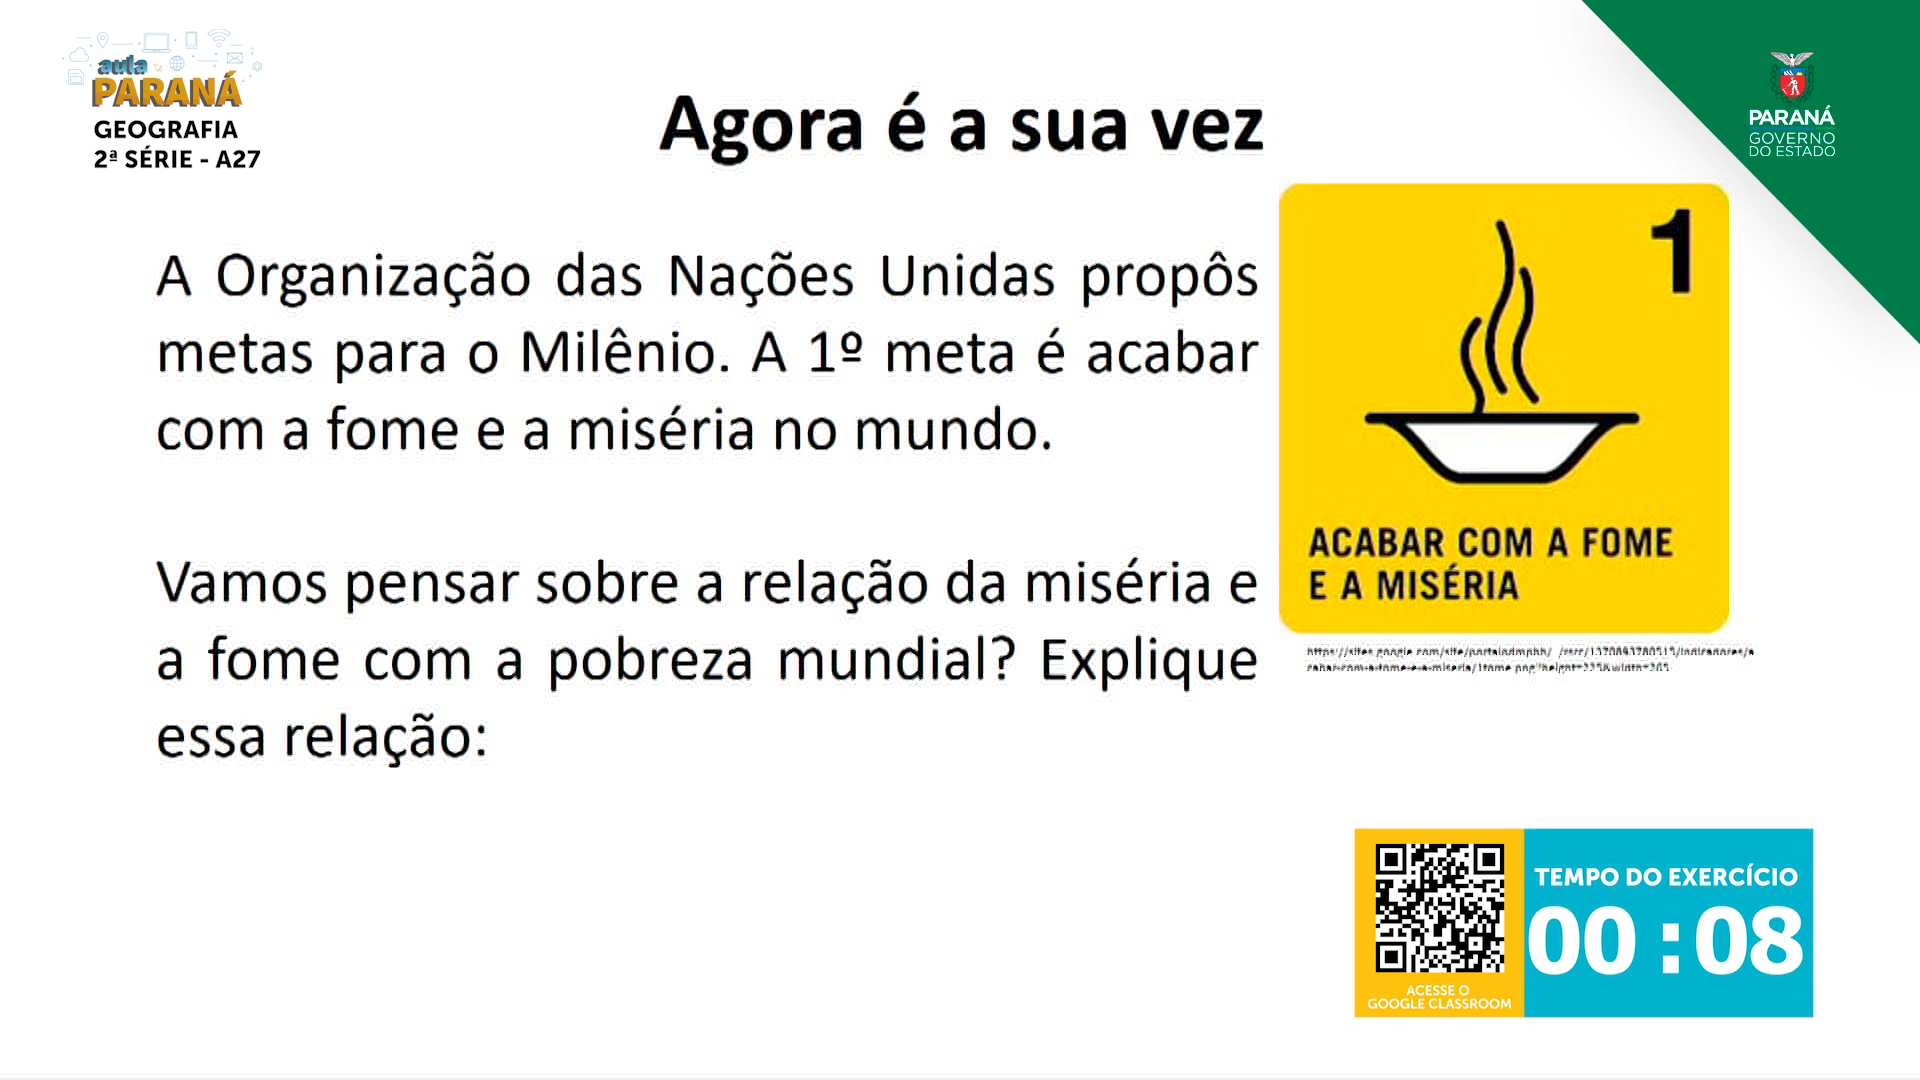 aula
PARANÁ
GEOGRAFIA
2ª SÉRIE - A27
Agora é a sua vez
PARANÁ
GOVERNO
DO ESTADO
A Organização das Nações Unidas propôs
metas para o Milênio. A 1º meta é acabar
com a fome e a miséria no mundo.
Vamos pensar sobre a relação da miséria e
a fome com a pobreza mundial? Explique
essa relação:
1
ACABAR COM A FOME
E A MISÉRIA
TEMPO DO EXERCÍCIO
00 : 08
ACESSE O
GOOGLE CLASSROOM